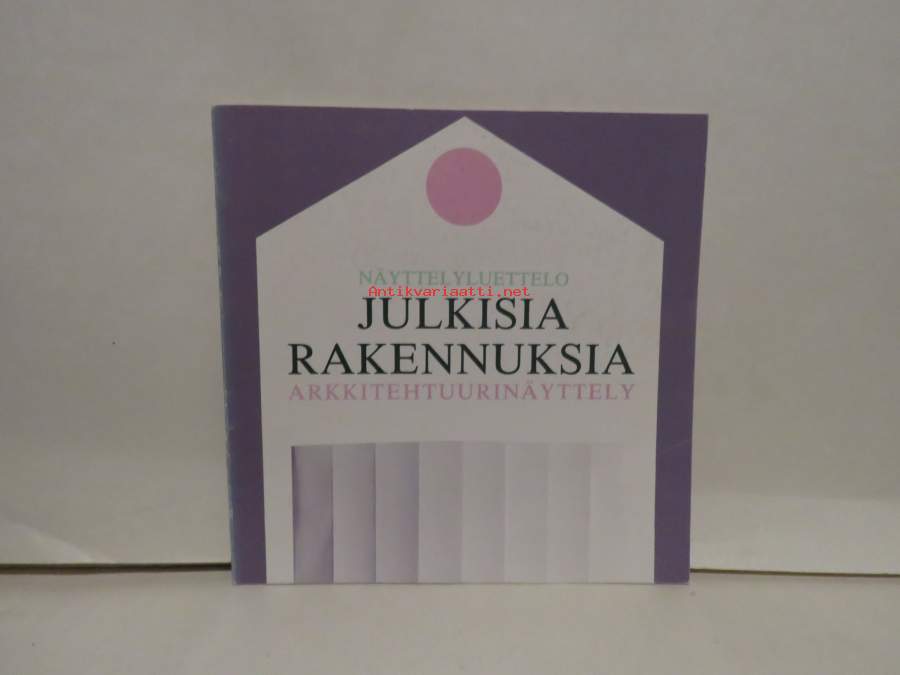 NÄYTTELYLUETTELO
Antikvariaatti.net
JULKISIA
RAKENNUKSIA
ARKKITEHTUURINÄYTTELY